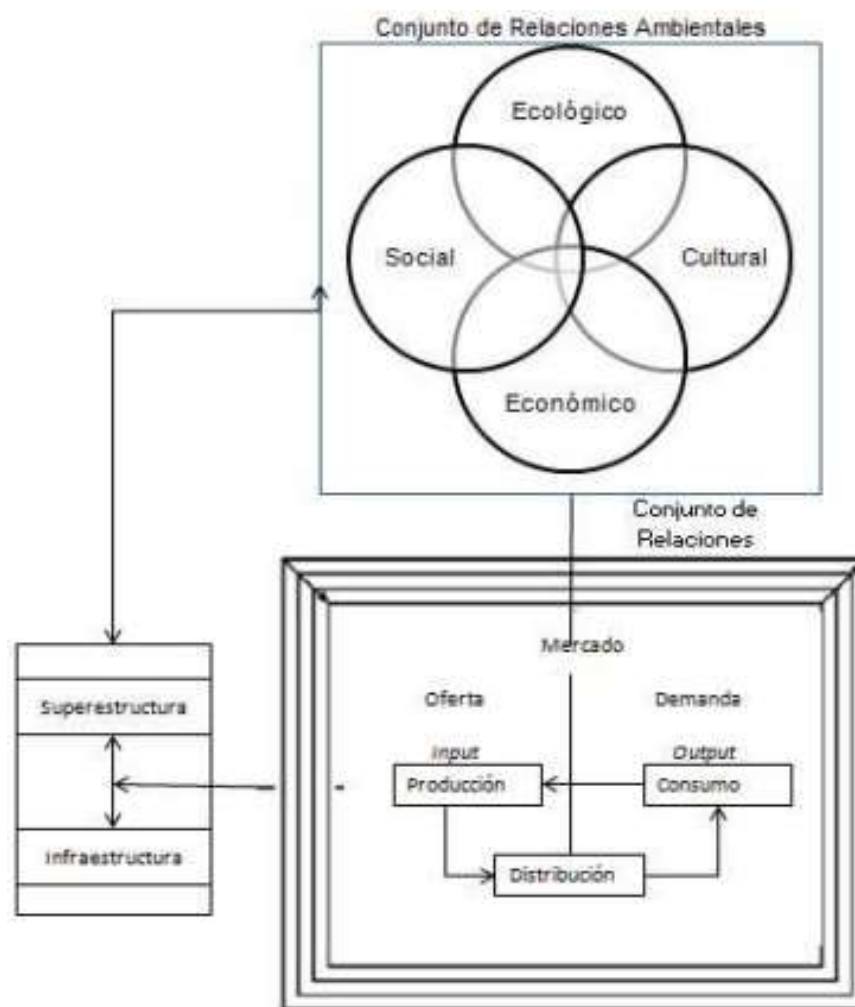 Conjunto de Relaciones Ambientales
Ecológico
Social
Cultural
Económico
Conjunto de
Relaciones
Mercado
Oferta
Demanda
Input
Output
Producción
Consumo
Distribución
Superestructura
Infraestructura